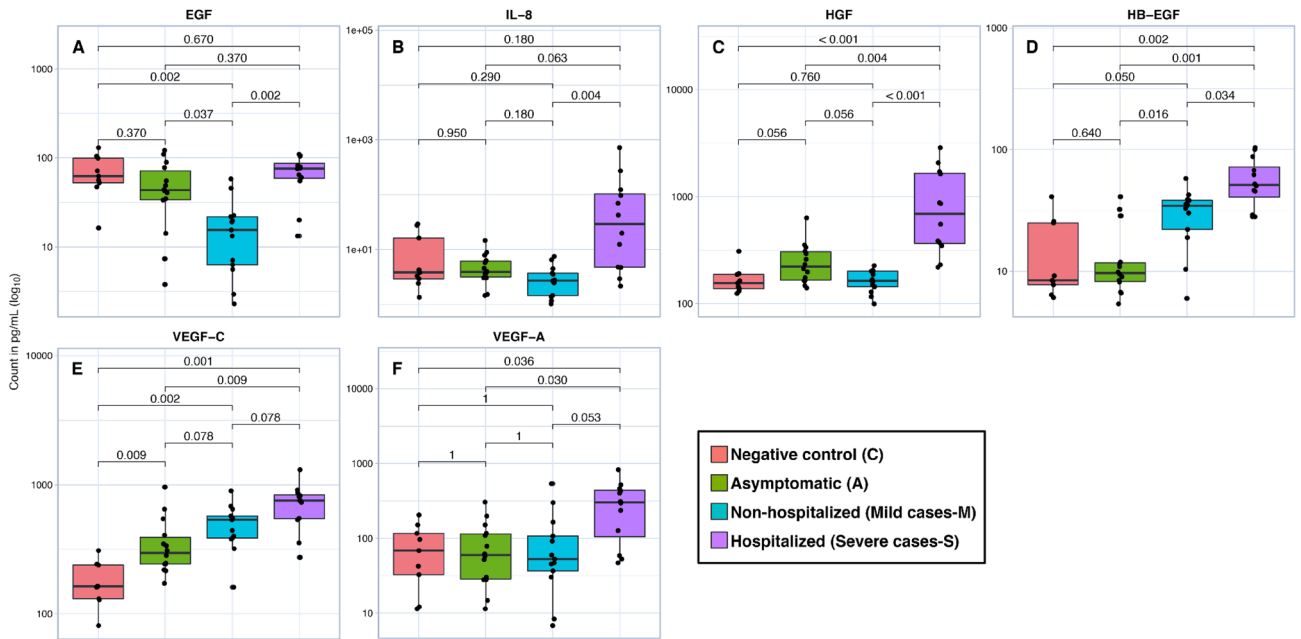 EGF
A
0.670
0.370
0.002
0.002
0.037
0.370
1000
100
10
IL−8
B
1e+05
0.180
0.063
0.290
0.004
0.180
0.950
1e+03
1e+01
HGF
C
< 0.001
0.004
0.760
< 0.001
0.056
0.056
10000
1000
100
HB−EGF
D
1000
0.002
0.001
0.050
0.034
0.016
0.640
100
10
Count in pg/mL (log10)
VEGF−C
E
10000
0.001
0.009
0.002
0.078
0.078
0.009
1000
100
VEGF−A
F
0.036
0.030
1
0.053
1
1
10000
1000
100
10
Negative control (C)
Asymptomatic (A)
Non-hospitalized (Mild cases-M)
Hospitalized (Severe cases-S)